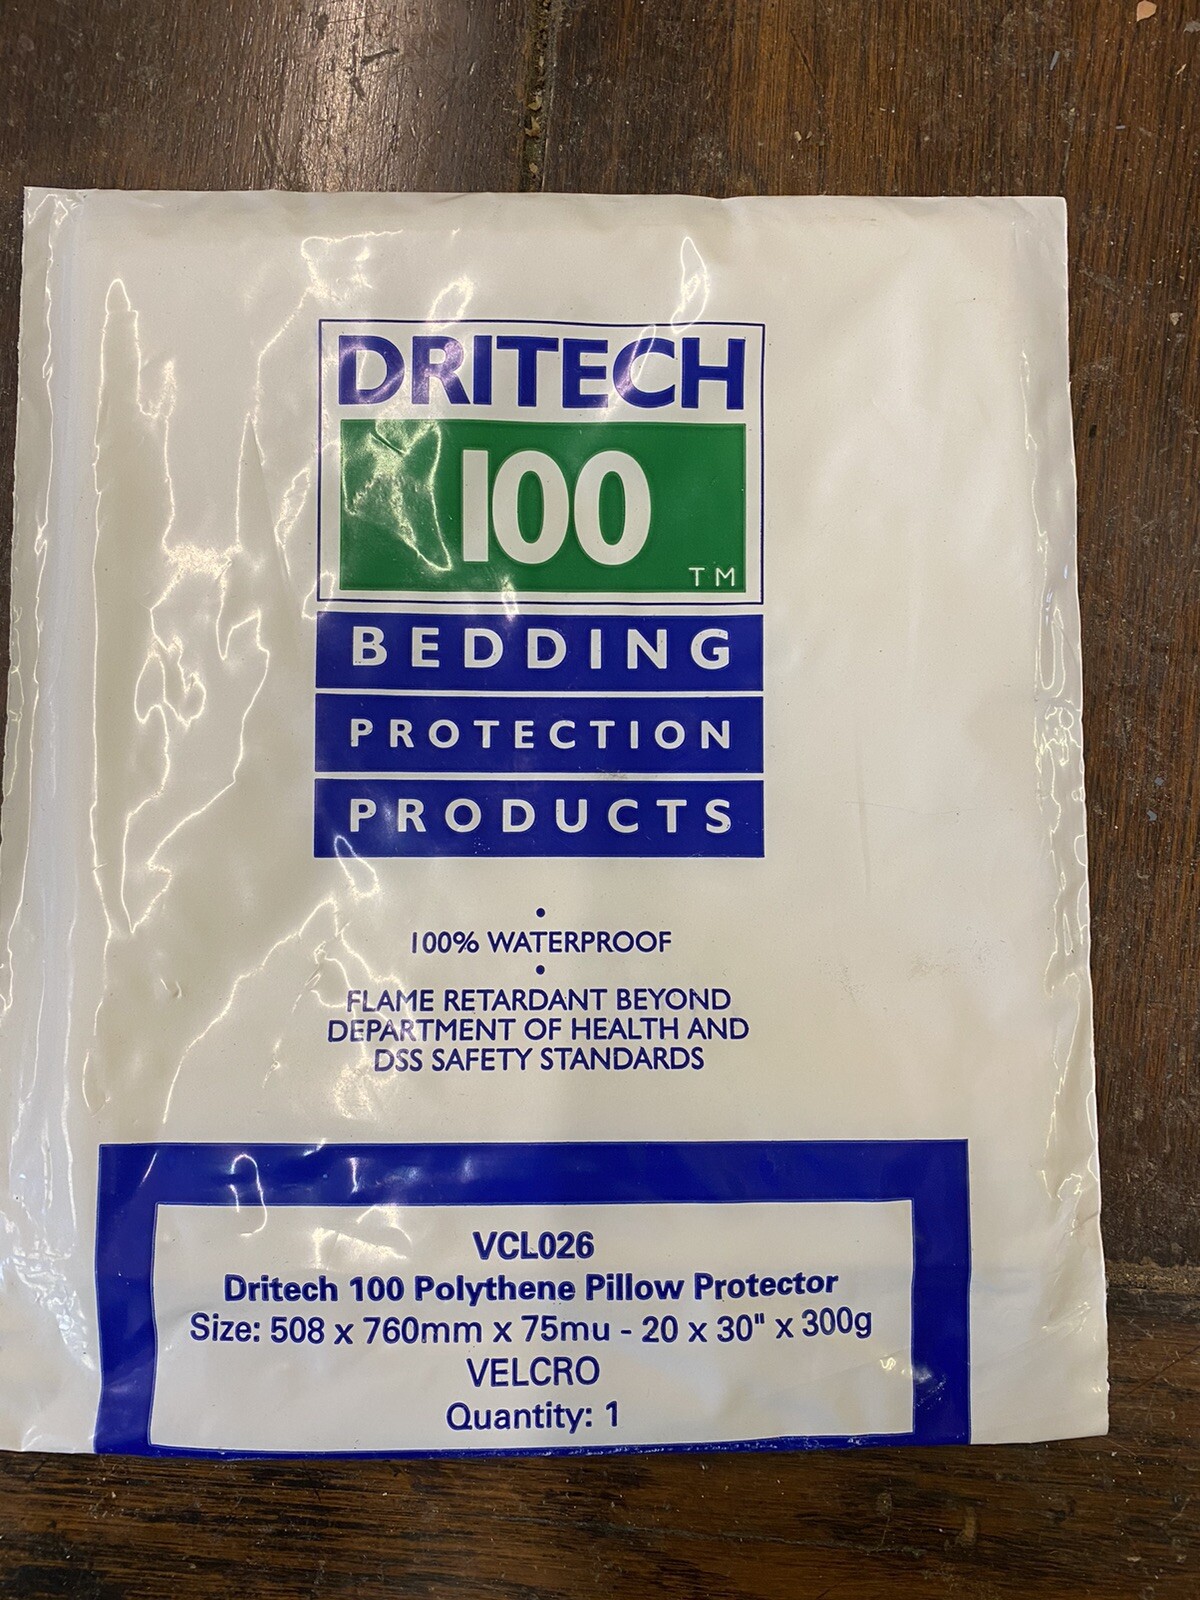 DRITECH
100
TM
BEDDING
PROTECTION
PRODUCTS
•
100% WATERPROOF
•
FLAME RETARDANT BEYOND
DEPARTMENT OF HEALTH AND
DSS SAFETY STANDARDS
VCL026
Dritech 100 Polythene Pillow Protector
Size: 508 x 760mm x 75mu - 20 x 30" x 300g
VELCRO
Quantity: 1